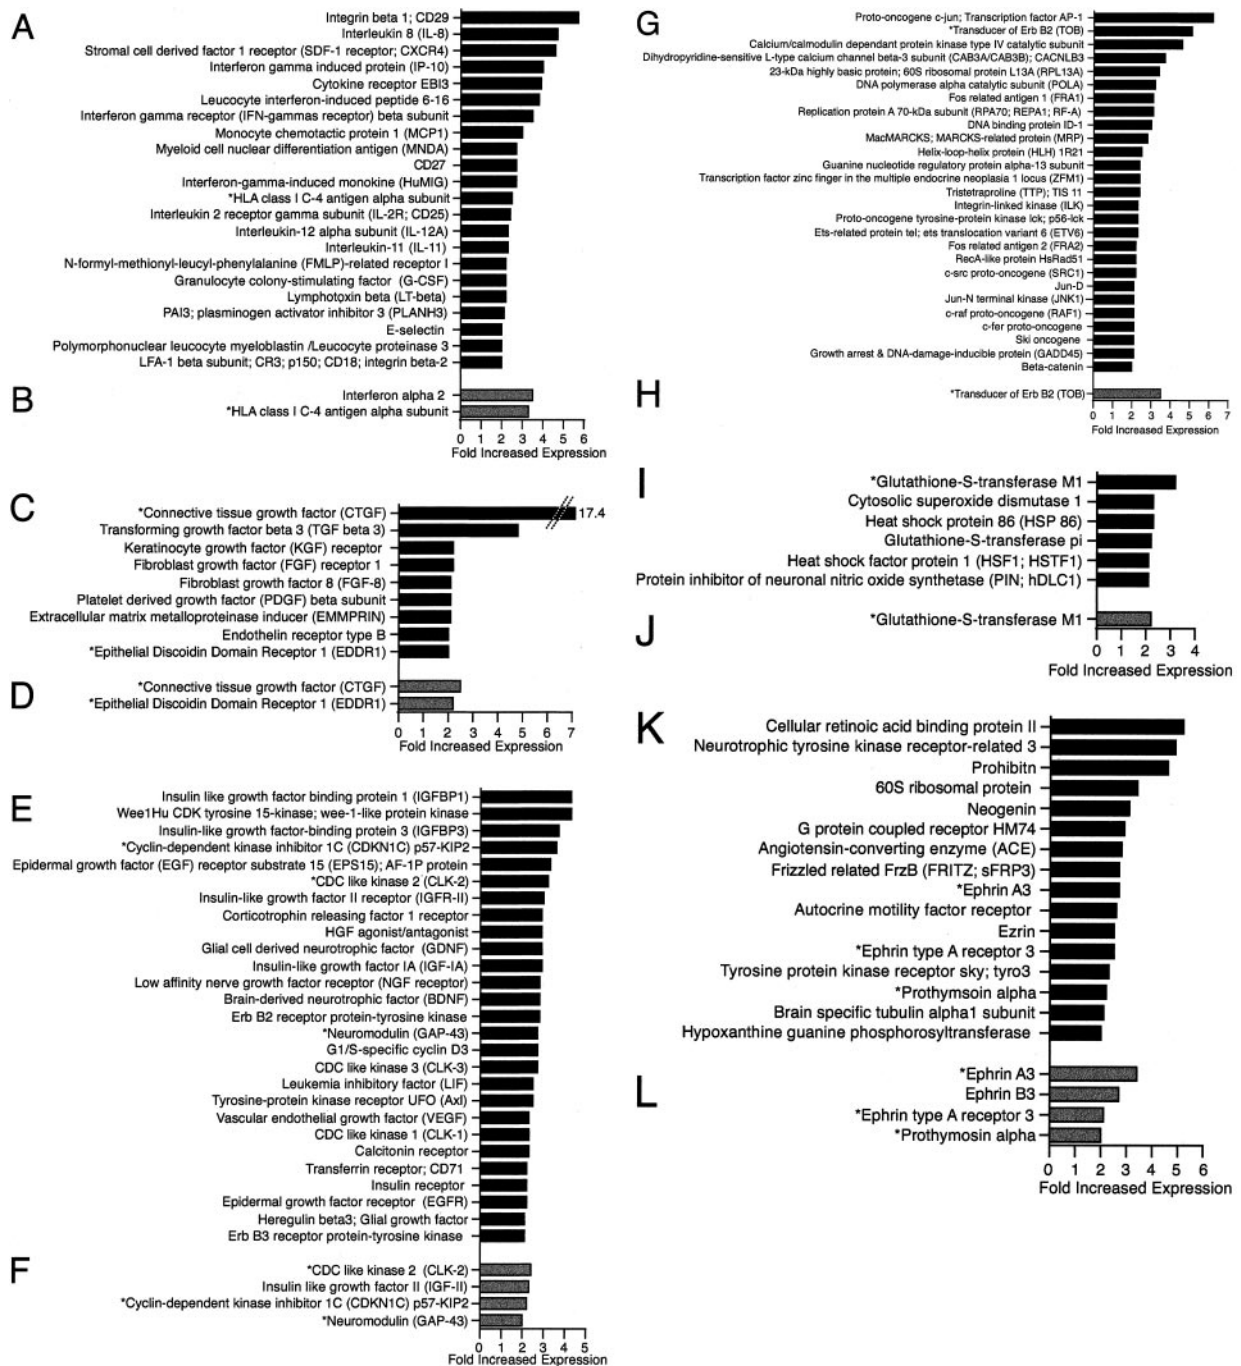 A
Integrin beta 1; CD29
Interleukin 8 (IL-8)
Stromal cell derived factor 1 receptor (SDF-1 receptor; CXCR4)
Interferon gamma induced protein (IP-10)
Cytokine receptor EBI3
Leucocyte interferon-induced peptide 6-16
Interferon gamma receptor (IFN-gammas receptor) beta subunit
Monocyte chemotactic protein 1 (MCP1)
Myeloid cell nuclear differentiation antigen (MNDA)
CD27
Interferon-gamma-induced monokine (HuMIG)
*HLA class I C-4 antigen alpha subunit
Interleukin 2 receptor gamma subunit (IL-2R; CD25)
Interleukin-12 alpha subunit (IL-12A)
Interleukin-11 (IL-11)
N-formyl-methionyl-leucyl-phenylalanine (FMLP)-related receptor I
Granulocyte colony-stimulating factor (G-CSF)
Lymphotoxin beta (LT-beta)
PAI3; plasminogen activator inhibitor 3 (PLANH3)
E-selectin
Polymorphonuclear leucocyte myeloblastin /Leucocyte proteinase 3
LFA-1 beta subunit; CR3; p150; CD18; integrin beta-2
B
Interferon alpha 2
*HLA class I C-4 antigen alpha subunit
0 1 2 3 4 5 6
Fold Increased Expression
C
*Connective tissue growth factor (CTGF)
17.4
Transforming growth factor beta 3 (TGF beta 3)
Keratinocyte growth factor (KGF) receptor
Fibroblast growth factor (FGF) receptor 1
Fibroblast growth factor 8 (FGF-8)
Platelet derived growth factor (PDGF) beta subunit
Extracellular matrix metalloproteinase inducer (EMMPRIN)
Endothelin receptor type B
*Epithelial Discoidin Domain Receptor 1 (EDDR1)
D
*Connective tissue growth factor (CTGF)
*Epithelial Discoidin Domain Receptor 1 (EDDR1)
0 1 2 3 4 5 6 7
Fold Increased Expression
E
Insulin like growth factor binding protein 1 (IGFBP1)
Wee1Hu CDK tyrosine 15-kinase; wee-1-like protein kinase
Insulin-like growth factor-binding protein 3 (IGFBP3)
*Cyclin-dependent kinase inhibitor 1C (CDKN1C) p57-KIP2
Epidermal growth factor (EGF) receptor substrate 15 (EPS15); AF-1P protein
*CDC like kinase 2 (CLK-2)
Insulin-like growth factor II receptor (IGFR-II)
Corticotrophin releasing factor 1 receptor
HGF agonist/antagonist
Glial cell derived neurotrophic factor (GDNF)
Insulin-like growth factor IA (IGF-IA)
Low affinity nerve growth factor receptor (NGF receptor)
Brain-derived neurotrophic factor (BDNF)
Erb B2 receptor protein-tyrosine kinase
*Neuromodulin (GAP-43)
G1/S-specific cyclin D3
CDC like kinase 3 (CLK-3)
Leukemia inhibitory factor (LIF)
Tyrosine-protein kinase receptor UFO (Axl)
Vascular endothelial growth factor (VEGF)
CDC like kinase 1 (CLK-1)
Calcitonin receptor
Transferrin receptor; CD71
Insulin receptor
Epidermal growth factor receptor (EGFR)
Heregulin beta3; Glial growth factor
Erb B3 receptor protein-tyrosine kinase
F
*CDC like kinase 2 (CLK-2)
Insulin like growth factor II (IGF-II)
*Cyclin-dependent kinase inhibitor 1C (CDKN1C) p57-KIP2
*Neuromodulin (GAP-43)
0 1 2 3 4 5
Fold Increased Expression
G
Proto-oncogene c-jun; Transcription factor AP-1
*Transducer of Erb B2 (TOB)
Calcium/calmodulin dependant protein kinase type IV catalytic subunit
Dihydropyridine-sensitive L-type calcium channel beta-3 subunit (CAB3A/CAB3B); CACNLB3
23-kDa highly basic protein; 60S ribosomal protein L13A (RPL13A)
DNA polymerase alpha catalytic subunit (POLA)
Fos related antigen 1 (FRA1)
Replication protein A 70-kDa subunit (RPA70; REPA1; RF-A)
DNA binding protein ID-1
MacMARCKS; MARCKS-related protein (MRP)
Helix-loop-helix protein (HLH) 1R21
Guanine nucleotide regulatory protein alpha-13 subunit
Transcription factor zinc finger in the multiple endocrine neoplasia 1 locus (ZFM1)
Tristetraproline (TTP); TIS 11
Integrin-linked kinase (ILK)
Proto-oncogene tyrosine-protein kinase lck; p56-lck
Ets-related protein tel; ets translocation variant 6 (ETV6)
Fos related antigen 2 (FRA2)
RecA-like protein HsRad51
c-src proto-oncogene (SRC1)
Jun-D
Jun-N terminal kinase (JNK1)
c-raf proto-oncogene (RAF1)
c-fer proto-oncogene
Ski oncogene
Growth arrest & DNA-damage-inducible protein (GADD45)
Beta-catenin
H
*Transducer of Erb B2 (TOB)
0 1 2 3 4 5 6 7
Fold Increased Expression
I
*Glutathione-S-transferase M1
Cytosolic superoxide dismutase 1
Heat shock protein 86 (HSP 86)
Glutathione-S-transferase pi
Heat shock factor protein 1 (HSF1; HSTF1)
Protein inhibitor of neuronal nitric oxide synthetase (PIN; hDLC1)
J
*Glutathione-S-transferase M1
0 1 2 3 4
Fold Increased Expression
K
Cellular retinoic acid binding protein II
Neurotrophic tyrosine kinase receptor-related 3
Prohibitn
60S ribosomal protein
Neogenin
G protein coupled receptor HM74
Angiotensin-converting enzyme (ACE)
Frizzled related FrzB (FRITZ; sFRP3)
*Ephrin A3
Autocrine motility factor receptor
Ezrin
*Ephrin type A receptor 3
Tyrosine protein kinase receptor sky; tyro3
*Prothymsoin alpha
Brain specific tubulin alpha1 subunit
Hypoxanthine guanine phosphorosyltransferase
L
*Ephrin A3
Ephrin B3
*Ephrin type A receptor 3
*Prothymosin alpha
0 1 2 3 4 5 6
Fold Increased Expression